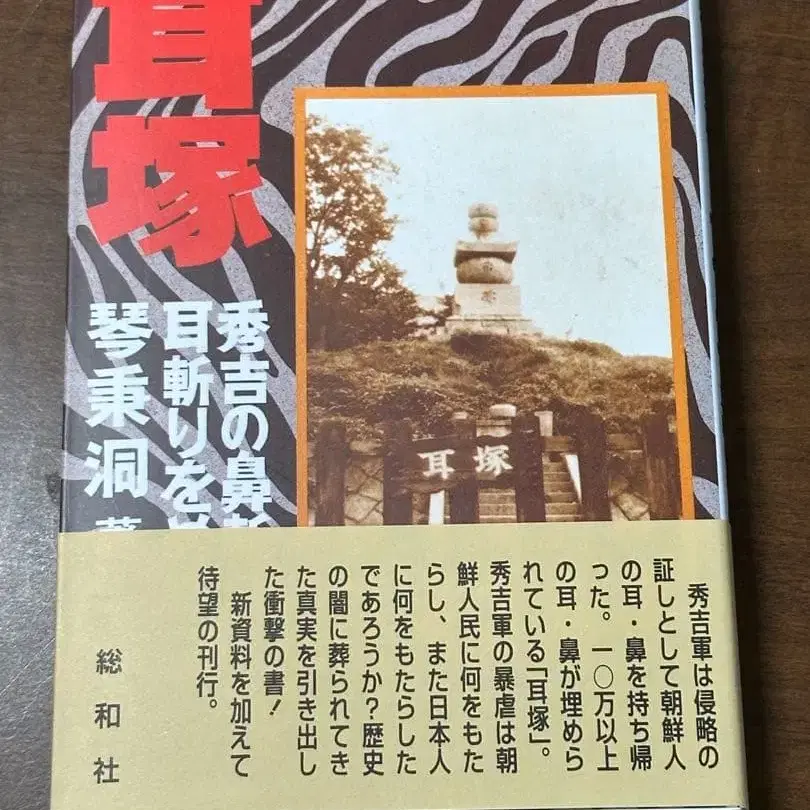 耳塚
秀吉の鼻斬
耳斬りを
琴秉洞 著
耳塚
秀吉軍は侵略の
証しとして朝鮮人
の耳・鼻を持ち帰
った。一〇万以上
の耳・鼻が埋めら
れている「耳塚」。
秀吉軍の暴虐は朝
鮮人民に何をもた
らし、また日本人
に何をもたらした
であろうか?歴史
の闇に葬られてき
た真実を引き出し
た衝撃の書!
新資料を加えて
待望の刊行。
総和社